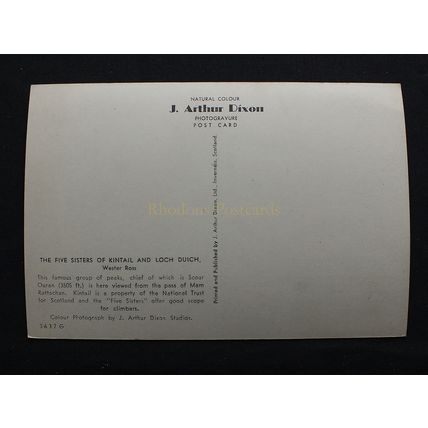 NATURAL COLOUR
J. Arthur Dixon
PHOTOGRAVURE
POST CARD
Printed and Published by J. Arthur Dixon, Ltd., Inverness, Scotland.
Rhodons Postcards
THE FIVE SISTERS OF KINTAIL AND LOCH DUICH,
Wester Ross
This famous group of peaks, chief of which is Scour
Ouran (3505 ft.) is here viewed from the pass of Mam
Rattachan. Kintail is a property of the National Trust
for Scotland and the "Five Sisters" offer good scope
for climbers.
Colour Photograph by J. Arthur Dixon Studios.
1637 G